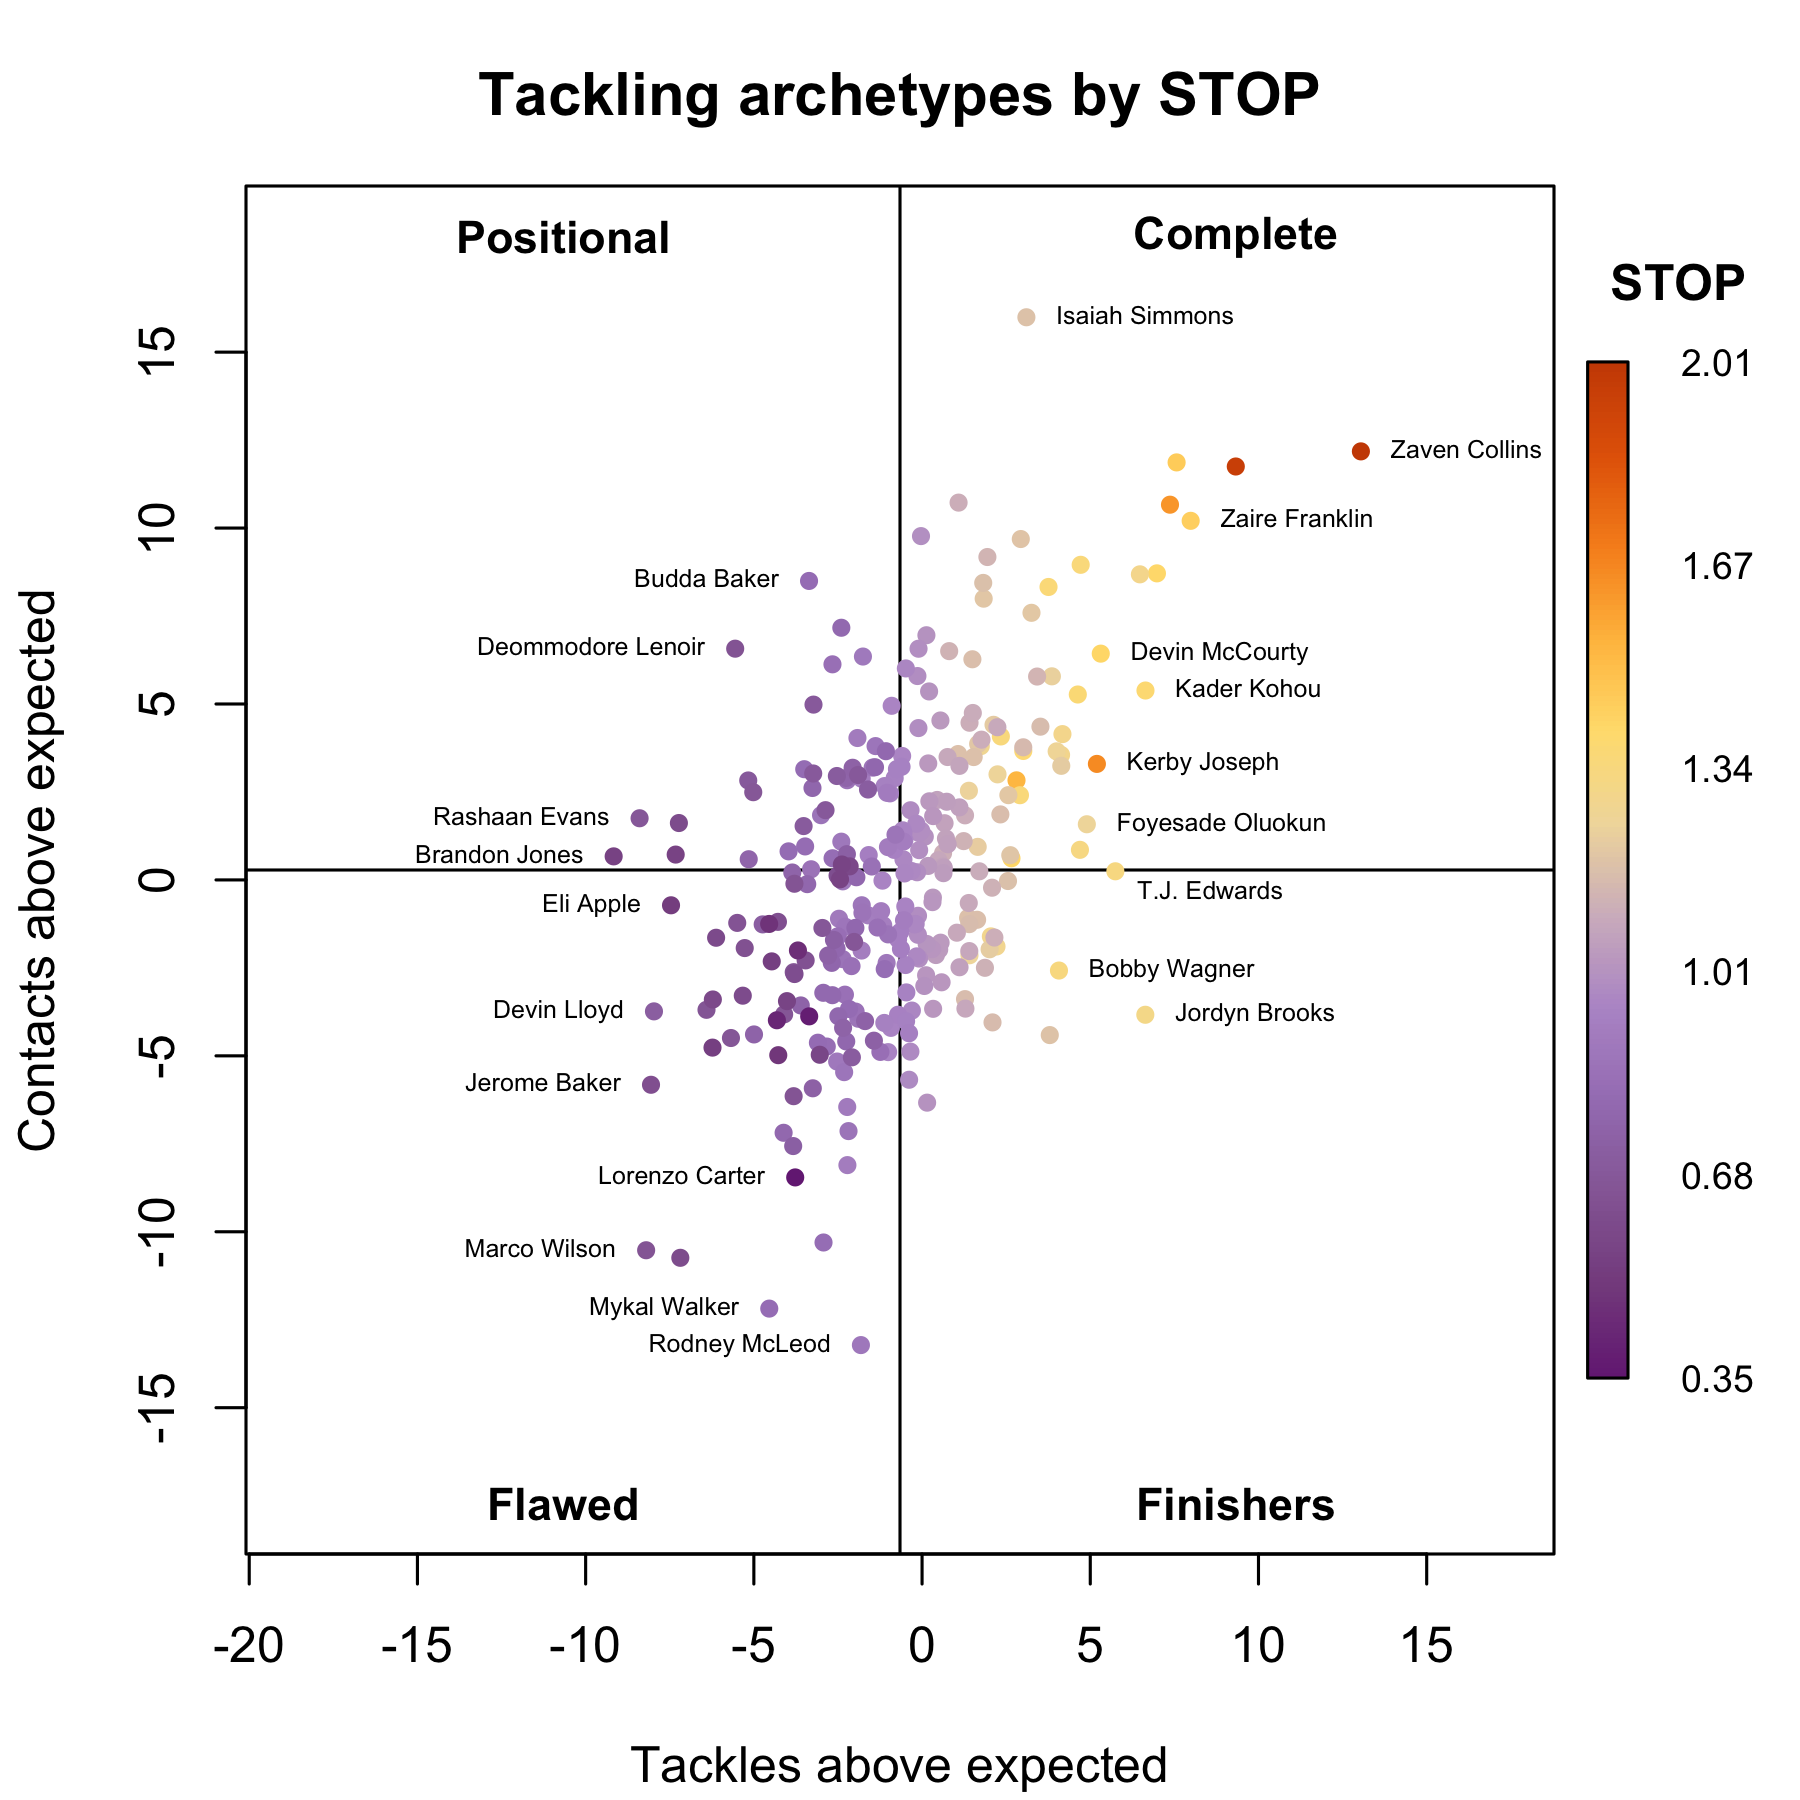 Tackling archetypes by STOP
Positional
Complete
STOP
Isaiah Simmons
2.01
15
Zaven Collins
Zaire Franklin
10
1.67
Budda Baker
Deommodore Lenoir
Devin McCourty
Kader Kohou
5
Kerby Joseph
1.34
Rashaan Evans
Foyesade Oluokun
Brandon Jones
0
T.J. Edwards
Eli Apple
Bobby Wagner
1.01
Devin Lloyd
Jordyn Brooks
-5
Jerome Baker
Lorenzo Carter
0.68
-10
Marco Wilson
Mykal Walker
Rodney McLeod
0.35
-15
Flawed
Finishers
Contacts above expected
-20 -15 -10 -5 0 5 10 15
Tackles above expected